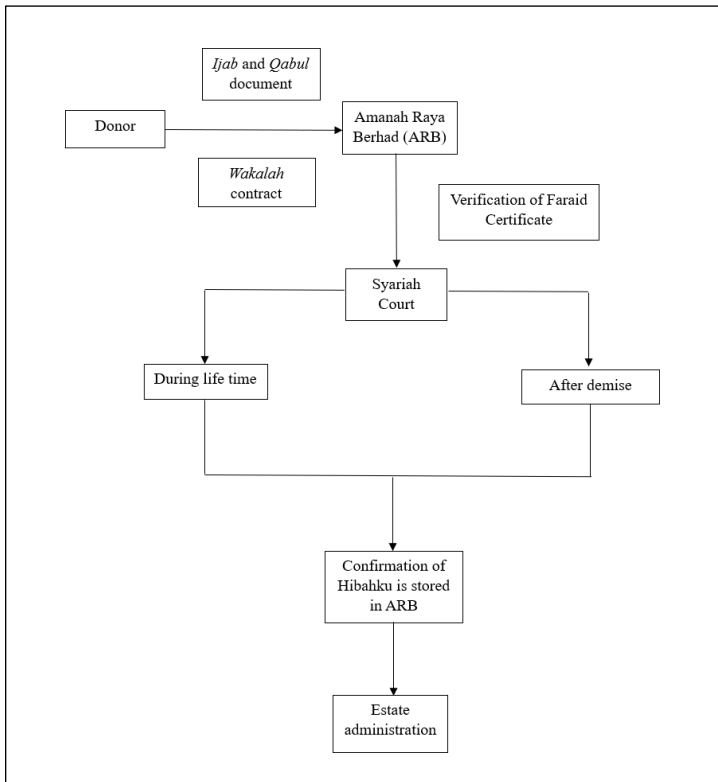 Ijab and Qabul
document
Donor
Amanah Raya
Berhad (ARB)
Wakalah
contract
Verification of Faraid
Certificate
Syariah
Court
During life time
After demise
Confirmation of
Hibahku is stored
in ARB
Estate
administration